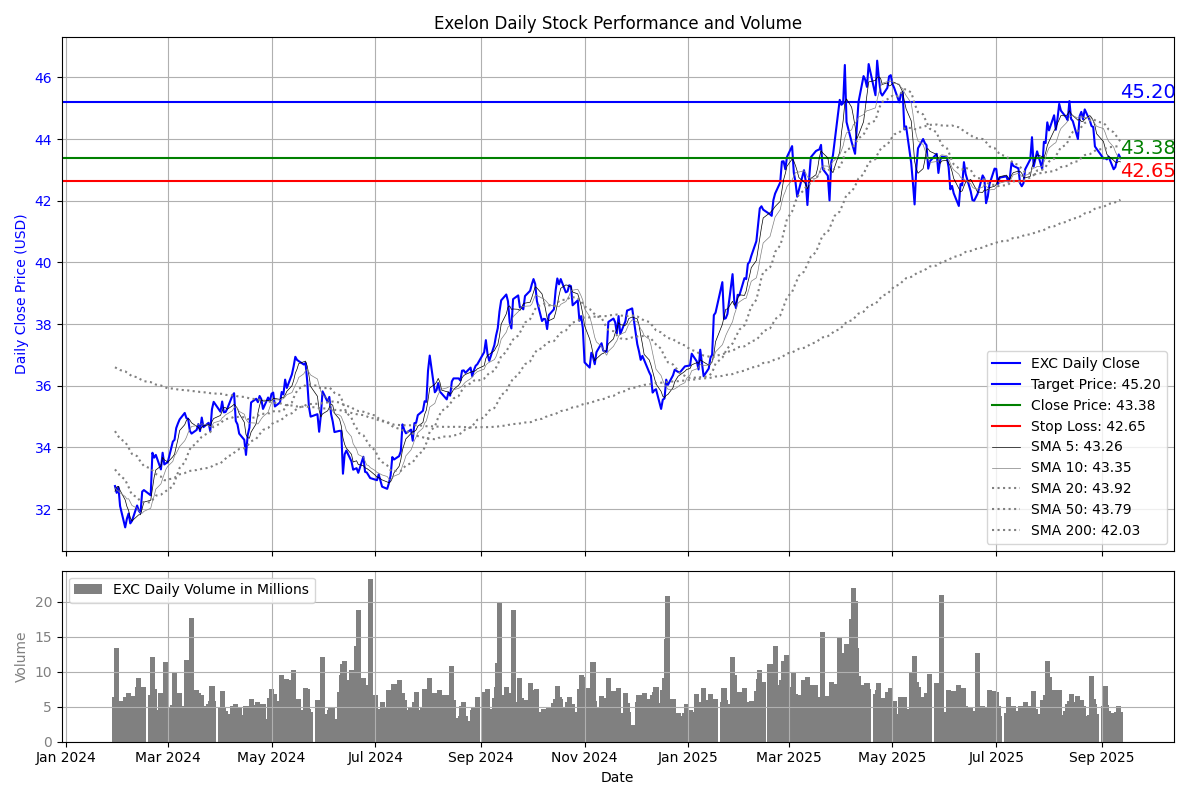 Exelon Daily Stock Performance and Volume
Daily Close Price (USD)
46
44
42
40
38
36
34
32
45.20
43.38
42.65
EXC Daily Close
Target Price: 45.20
Close Price: 43.38
Stop Loss: 42.65
SMA 5: 43.26
SMA 10: 43.35
SMA 20: 43.92
SMA 50: 43.79
SMA 200: 42.03
Volume
20
15
10
5
0
EXC Daily Volume in Millions
Jan 2024 Mar 2024 May 2024 Jul 2024 Sep 2024 Nov 2024 Jan 2025 Mar 2025 May 2025 Jul 2025 Sep 2025
Date